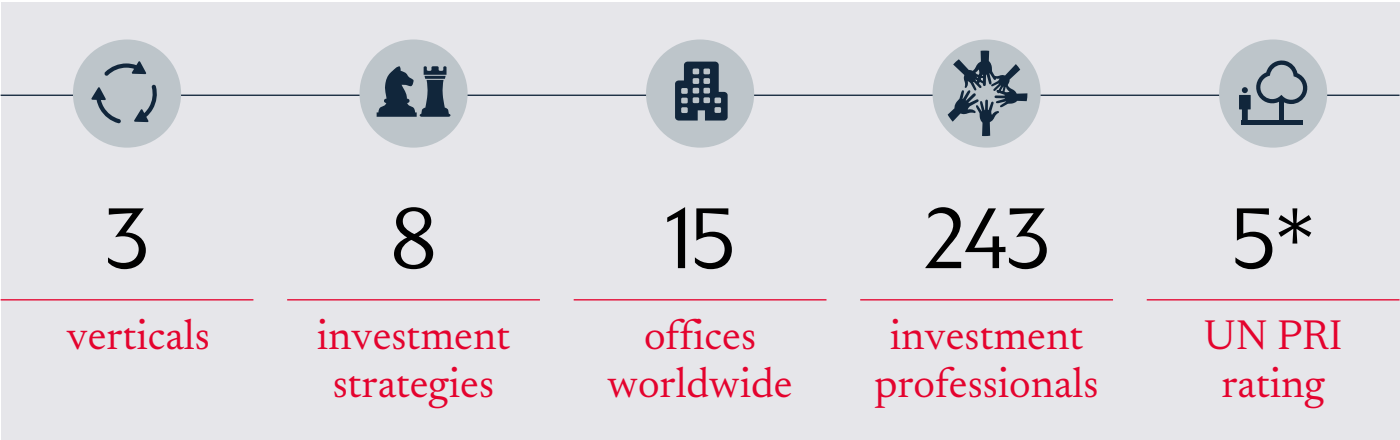 3
verticals
8
investment
strategies
15
offices
worldwide
243
investment
professionals
5*
UN PRI
rating